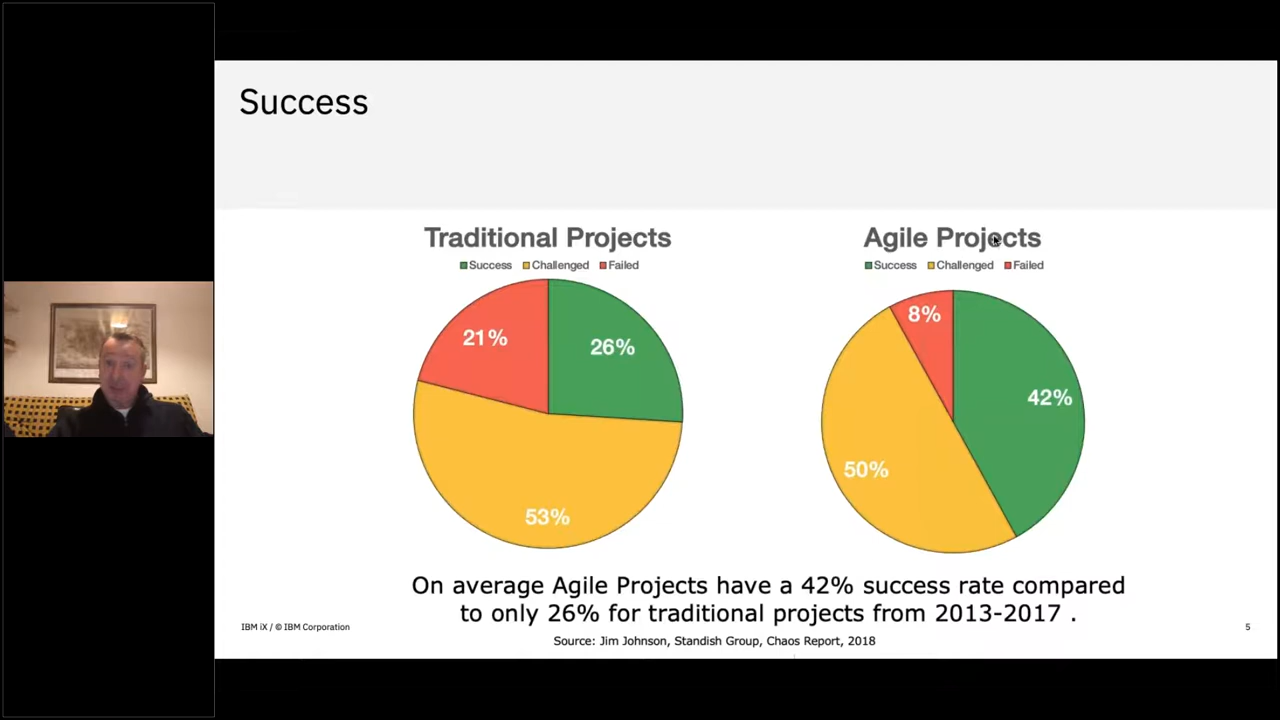 Success
Traditional Projects
Success Challenged Failed
21%
26%
53%
Agile Projects
Success Challenged Failed
8%
42%
50%
On average Agile Projects have a 42% success rate compared
to only 26% for traditional projects from 2013-2017 .
Source: Jim Johnson, Standish Group, Chaos Report, 2018
IBM iX / © IBM Corporation
5